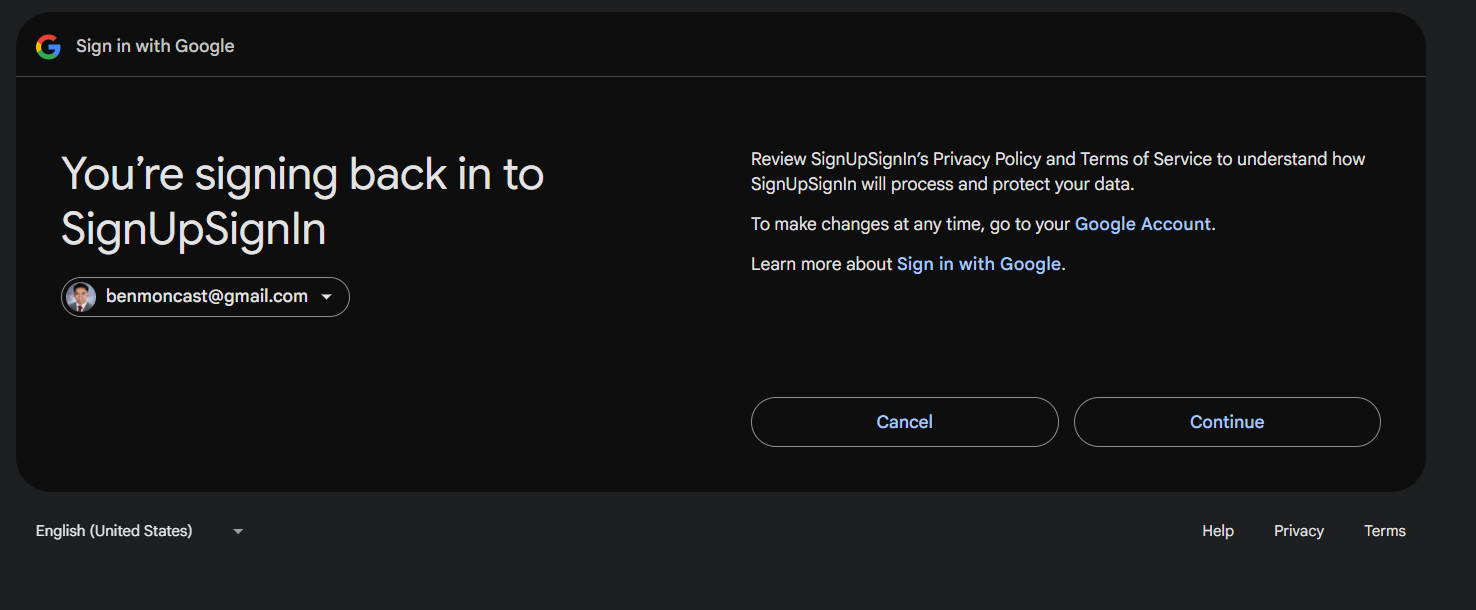 Sign in with Google
You’re signing back in to
SignUpSignIn
benmoncast@gmail.com
Review SignUpSignIn’s Privacy Policy and Terms of Service to understand how
SignUpSignIn will process and protect your data.
To make changes at any time, go to your Google Account.
Learn more about Sign in with Google.
Cancel
Continue
English (United States)
Help
Privacy
Terms